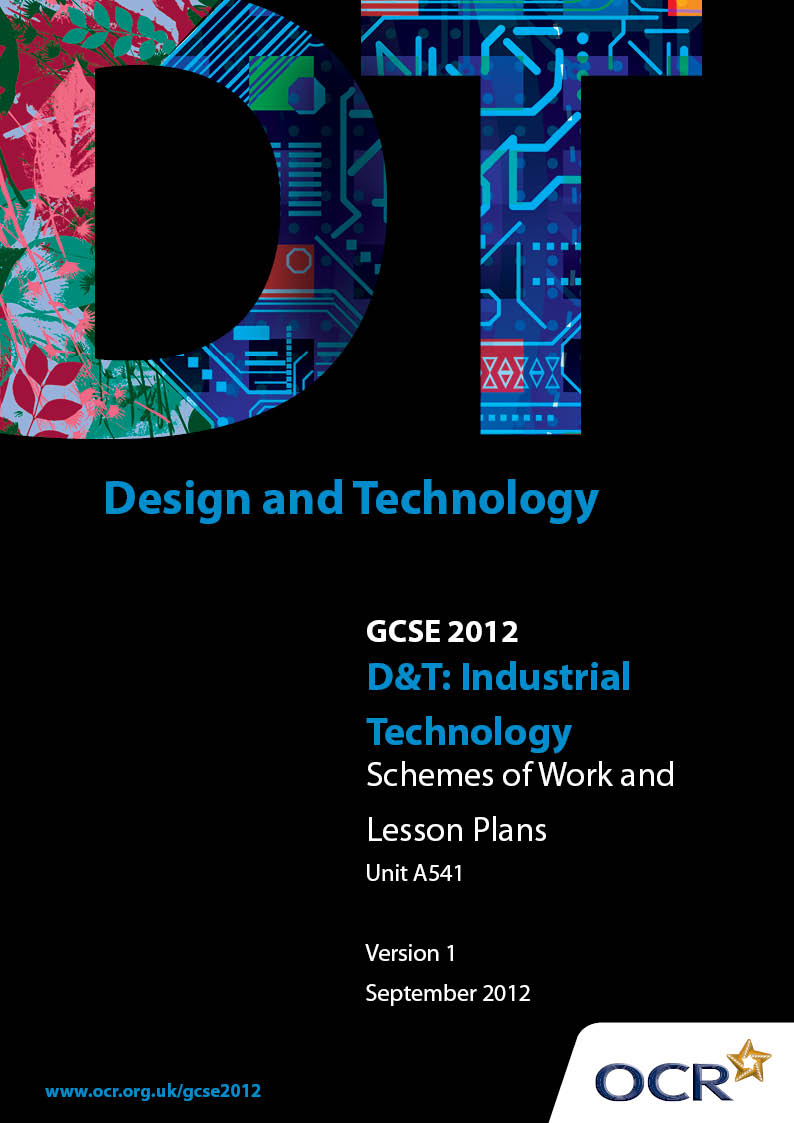 DT
Design and Technology
GCSE 2012
D&T: Industrial
Technology
Schemes of Work and
Lesson Plans
Unit A541
Version 1
September 2012
www.ocr.org.uk/gcse2012
OCR